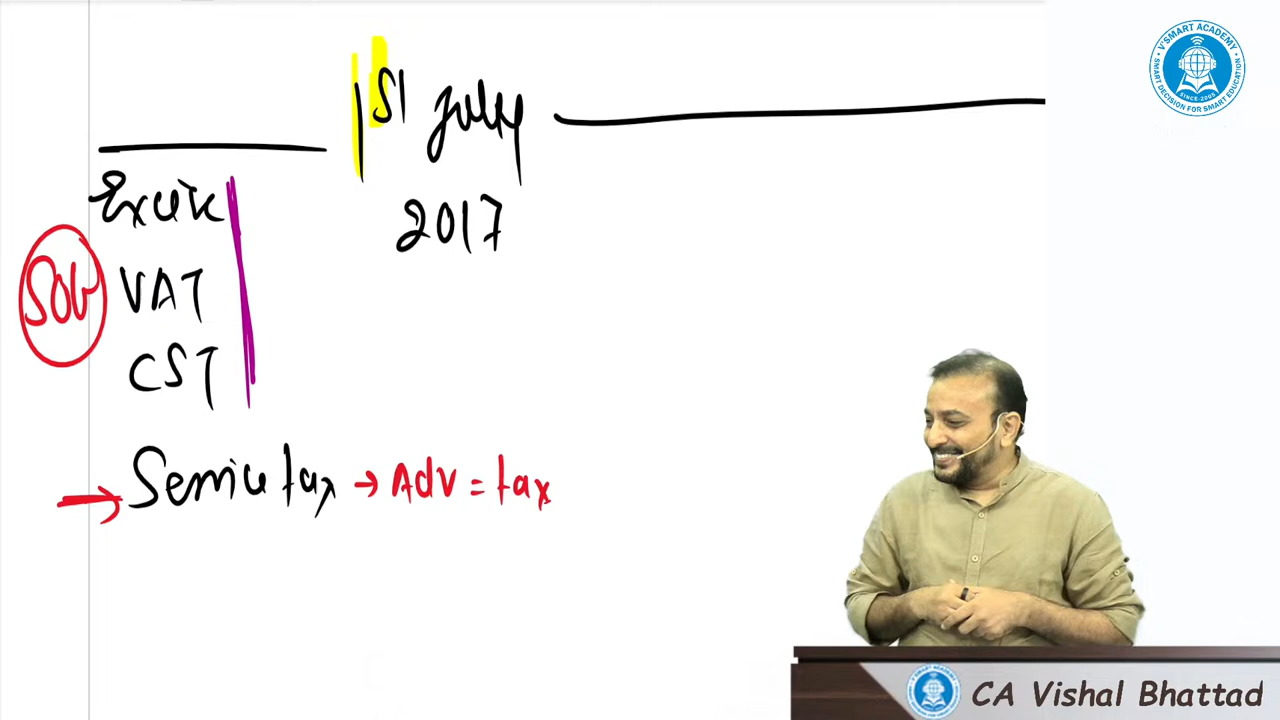 1st July
2017
Excise
VAT
CST
Service tax → Adv = tax
V'SMART ACADEMY
SMART DECISION FOR SMART EDUCATION
SINCE-2005
CA Vishal Bhattad